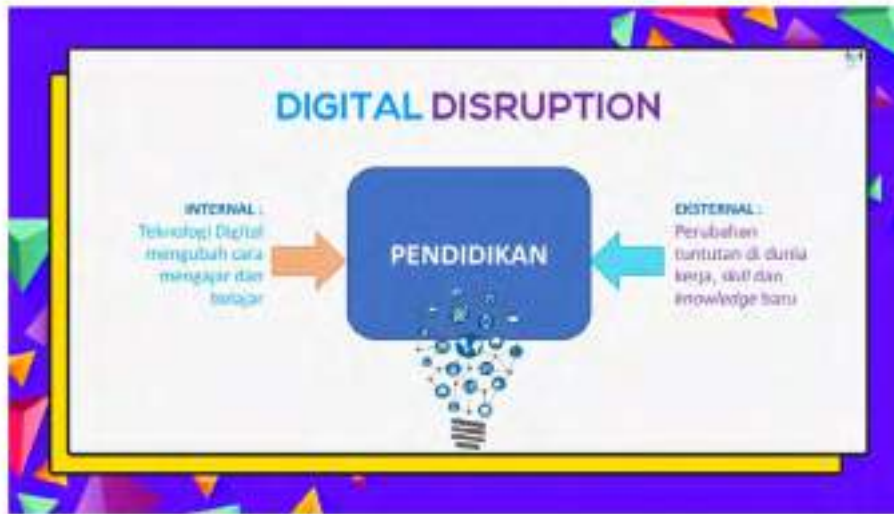 DIGITAL DISRUPTION
INTERNAL :
Teknologi Digital
mengubah cara
mengajar dan
belajar
PENDIDIKAN
EKSTERNAL :
Perubahan
tuntutan di dunia
kerja, skill dan
knowledge baru